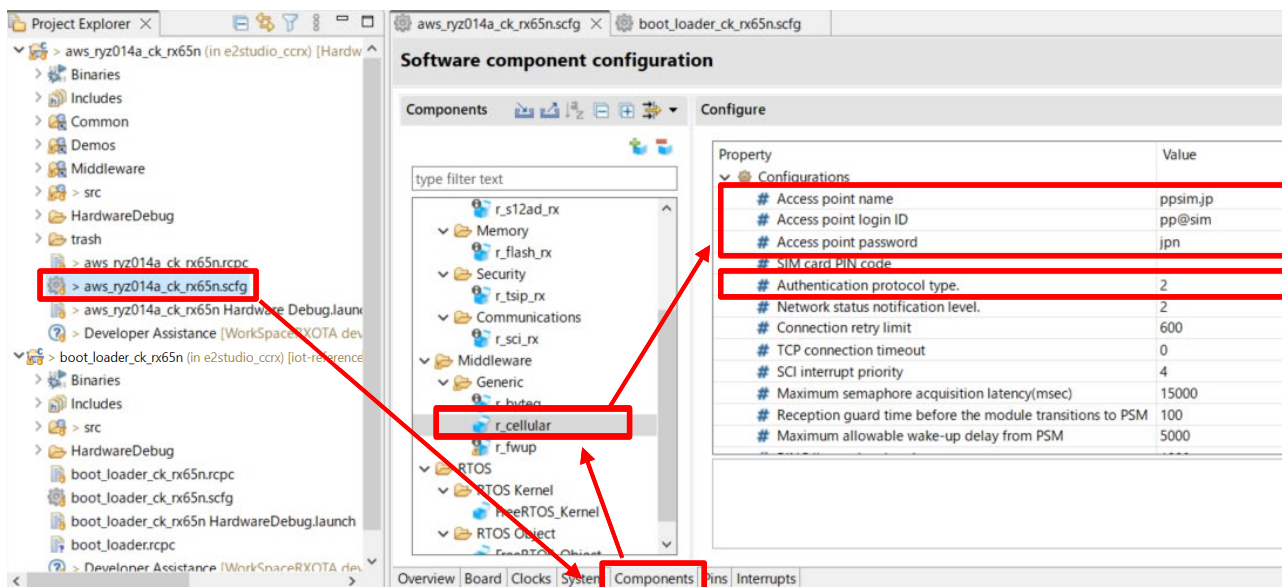 Project Explorer
> aws_ryz014a_ck_rx65n (in e2studio_ccrx) [Hardw
Binaries
Includes
Common
Demos
Middleware
> src
HardwareDebug
trash
> aws_ryz014a_ck_rx65n.rcpc
> aws_ryz014a_ck_rx65n.scfg
> aws_ryz014a_ck_rx65n Hardware Debug.laun
> Developer Assistance [WorkSpaceRXOTA dev
> boot_loader_ck_rx65n (in e2studio_ccrx) [iot-reference
Binaries
Includes
> src
HardwareDebug
boot_loader_ck_rx65n.rcpc
boot_loader_ck_rx65n.scfg
boot_loader_ck_rx65n HardwareDebug.launch
boot_loader.rcpc
> Developer Assistance [WorkSpaceRXOTA dev
aws_ryz014a_ck_rx65n.scfg
boot_loader_ck_rx65n.scfg
Software component configuration
Components
type filter text
r_s12ad_rx
Memory
r_flash_rx
Security
r_tsip_rx
Communications
r_sci_rx
Middleware
Generic
r_byteq
r_cellular
r_fwup
RTOS
RTOS Kernel
FreeRTOS_Kernel
RTOS Object
FreeRTOS_Object
Configure
Property Value
Configurations
# Access point name ppsim.jp
# Access point login ID pp@sim
# Access point password jpn
# SIM card PIN code
# Authentication protocol type. 2
# Network status notification level. 2
# Connection retry limit 600
# TCP connection timeout 0
# SCI interrupt priority 4
# Maximum semaphore acquisition latency(msec) 15000
# Reception guard time before the module transitions to PSM 100
# Maximum allowable wake-up delay from PSM 5000
Overview Board Clocks System Components Pins Interrupts